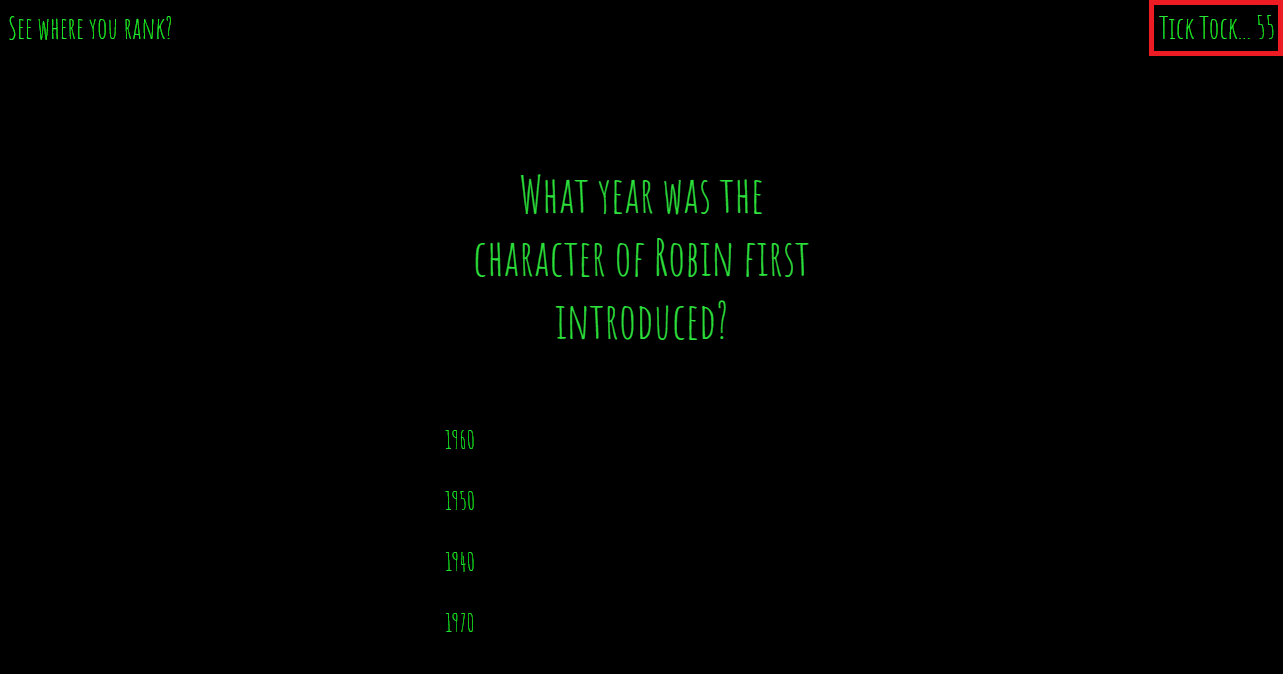 See where you rank?
Tick Tock... 55
What year was the
character of Robin first
introduced?
1960
1950
1940
1970